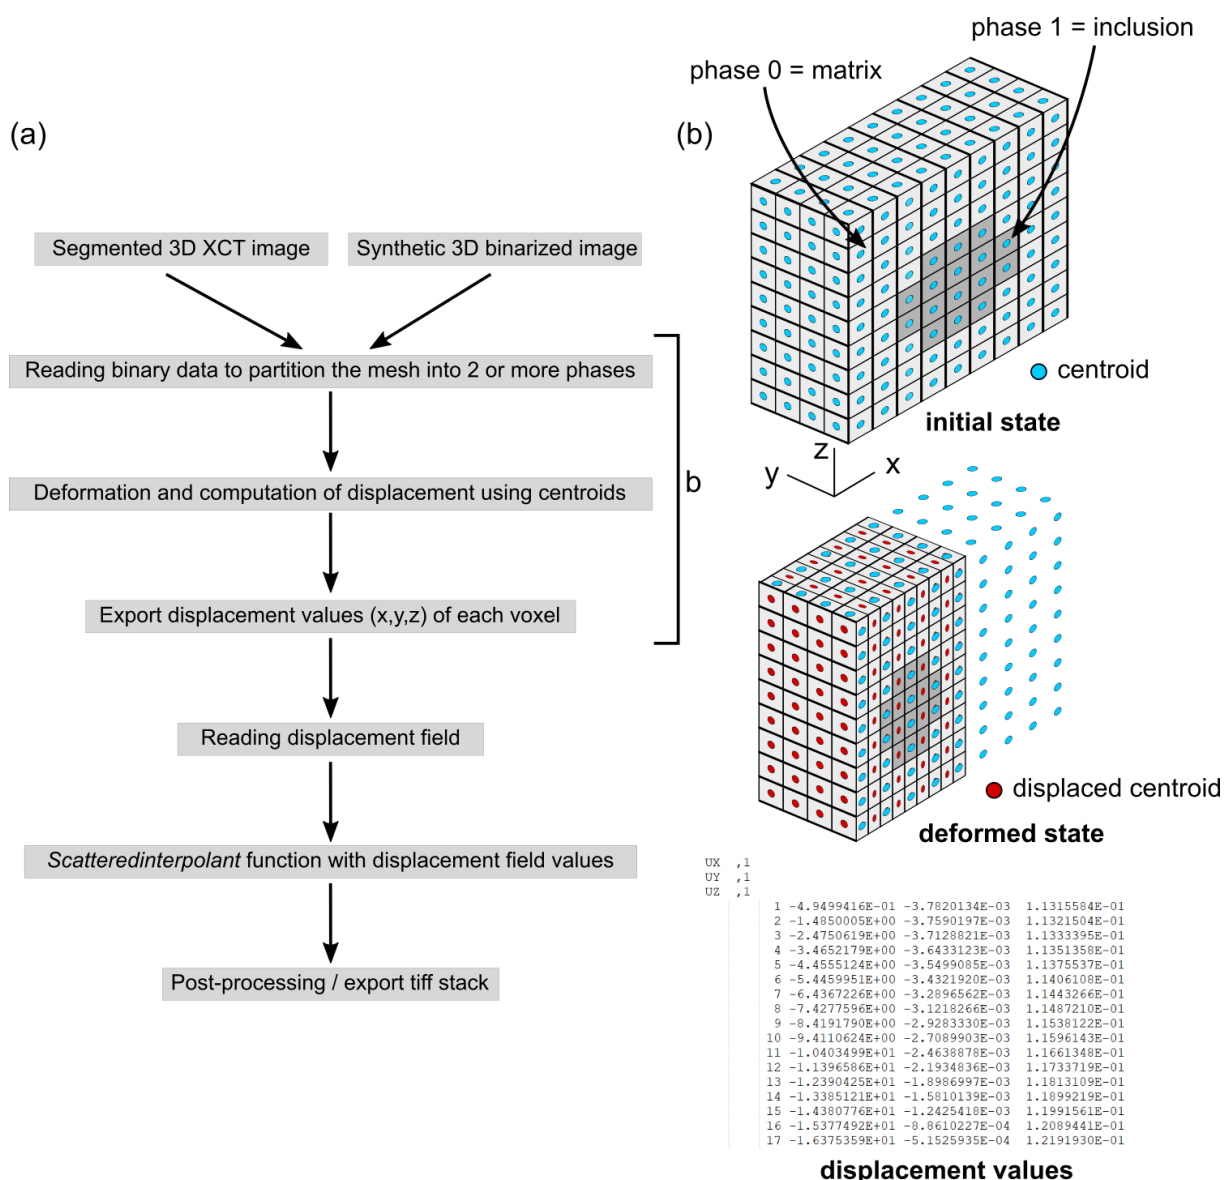 (a)
Segmented 3D XCT image
Synthetic 3D binarized image
Reading binary data to partition the mesh into 2 or more phases
Deformation and computation of displacement using centroids
b
Export displacement values (x,y,z) of each voxel
Reading displacement field
Scatteredinterpolant function with displacement field values
Post-processing / export tiff stack
(b)
phase 1 = inclusion
phase 0 = matrix
centroid
initial state
z
y
x
displaced centroid
deformed state
UX ,1
UY ,1
UZ ,1
1 -4.9499416E-01 -3.7820134E-03 1.1315584E-01
2 -1.4850005E+00 -3.7590197E-03 1.1321504E-01
3 -2.4750619E+00 -3.7128821E-03 1.1333395E-01
4 -3.4652179E+00 -3.6433123E-03 1.1351358E-01
5 -4.4555124E+00 -3.5499085E-03 1.1375537E-01
6 -5.4459951E+00 -3.4321920E-03 1.1406108E-01
7 -6.4367226E+00 -3.2896562E-03 1.1443266E-01
8 -7.4277596E+00 -3.1218266E-03 1.1487210E-01
9 -8.4191790E+00 -2.9283330E-03 1.1538122E-01
10 -9.4110624E+00 -2.7089903E-03 1.1596143E-01
11 -1.0403499E+01 -2.4638878E-03 1.1661348E-01
12 -1.1396586E+01 -2.1934836E-03 1.1733719E-01
13 -1.2390425E+01 -1.8986997E-03 1.1813109E-01
14 -1.3385121E+01 -1.5810139E-03 1.1899219E-01
15 -1.4380776E+01 -1.2425418E-03 1.1991561E-01
16 -1.5377492E+01 -8.8610227E-04 1.2089441E-01
17 -1.6375359E+01 -5.1525935E-04 1.2191930E-01
displacement values